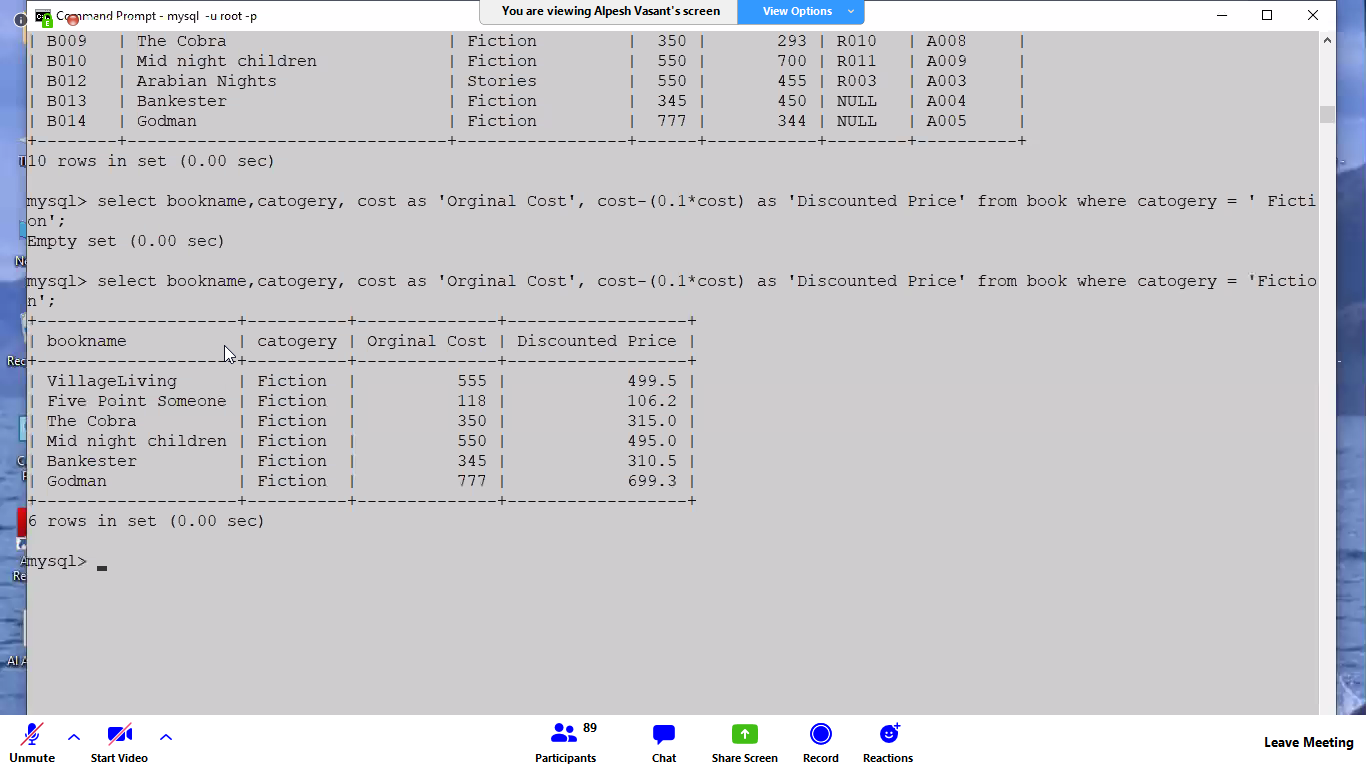 Command Prompt - mysql -u root -p
You are viewing Alpesh Vasant's screen
View Options
| B009 | The Cobra | Fiction | 350 | 293 | R010 | A008 |
| B010 | Mid night children | Fiction | 550 | 700 | R011 | A009 |
| B012 | Arabian Nights | Stories | 550 | 455 | R003 | A003 |
| B013 | Bankester | Fiction | 345 | 450 | NULL | A004 |
| B014 | Godman | Fiction | 777 | 344 | NULL | A005 |
10 rows in set (0.00 sec)
mysql> select bookname,catogery, cost as 'Orginal Cost', cost-(0.1*cost) as 'Discounted Price' from book where catogery = ' Ficti
on';
Empty set (0.00 sec)
mysql> select bookname,catogery, cost as 'Orginal Cost', cost-(0.1*cost) as 'Discounted Price' from book where catogery = 'Fictio
n';
| bookname | catogery | Orginal Cost | Discounted Price |
| VillageLiving | Fiction | 555 | 499.5 |
| Five Point Someone | Fiction | 118 | 106.2 |
| The Cobra | Fiction | 350 | 315.0 |
| Mid night children | Fiction | 550 | 495.0 |
| Bankester | Fiction | 345 | 310.5 |
| Godman | Fiction | 777 | 699.3 |
6 rows in set (0.00 sec)
mysql>
89
Unmute
Start Video
Participants
Chat
Share Screen
Record
Reactions
Leave Meeting